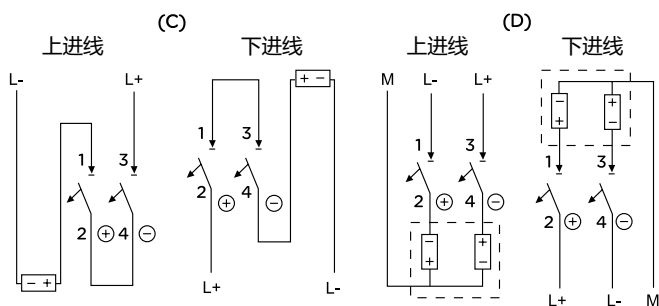 (C) (D)
上进线 下进线 上进线 下进线
L- L+ M L- L+
+ -
1 3 1 3 1 3 1 3
- + - +
2 + 4 - 2 + 4 - 2 + 4 - 2 + 4 -
- + - + + -
L+ L- L+ L- M